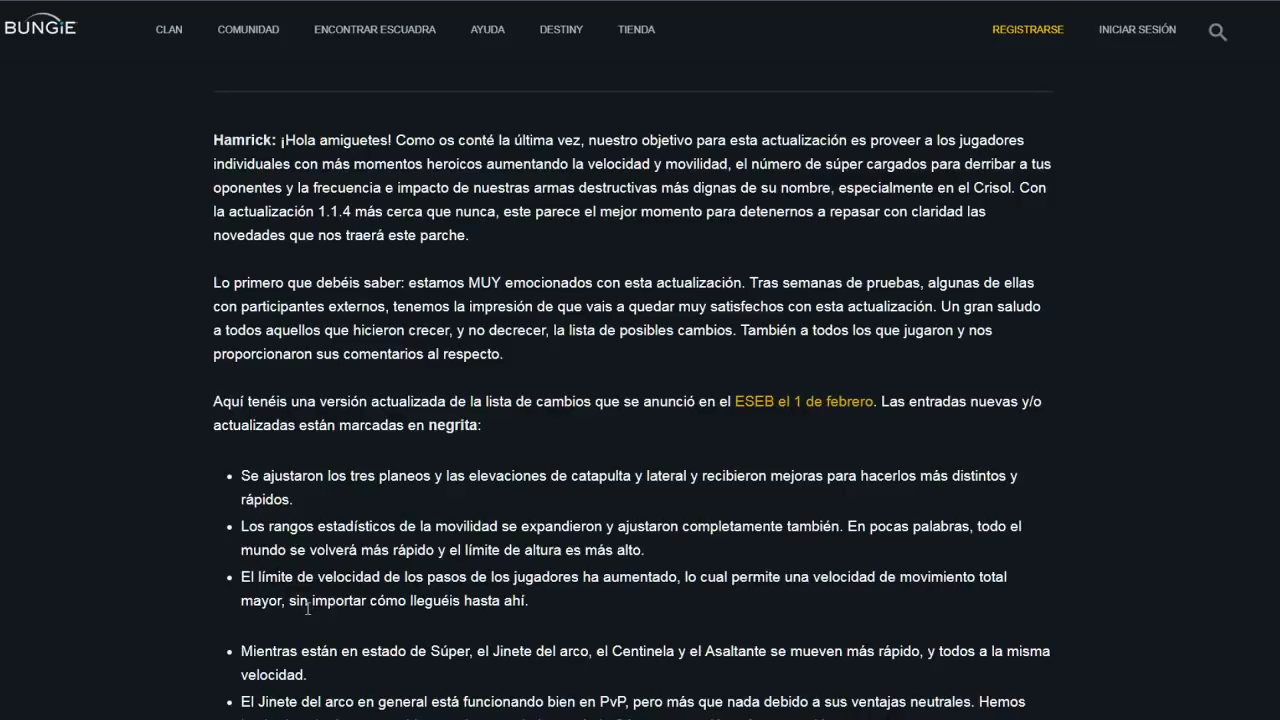 BUNGiE
CLAN COMUNIDAD ENCONTRAR ESCUADRA AYUDA DESTINY TIENDA REGISTRARSE INICIAR SESIÓN
Hamrick: ¡Hola amiguetes! Como os conté la última vez, nuestro objetivo para esta actualización es proveer a los jugadores
individuales con más momentos heroicos aumentando la velocidad y movilidad, el número de súper cargados para derribar a tus
oponentes y la frecuencia e impacto de nuestras armas destructivas más dignas de su nombre, especialmente en el Crisol. Con
la actualización 1.1.4 más cerca que nunca, este parece el mejor momento para detenernos a repasar con claridad las
novedades que nos traerá este parche.
Lo primero que debéis saber: estamos MUY emocionados con esta actualización. Tras semanas de pruebas, algunas de ellas
con participantes externos, tenemos la impresión de que vais a quedar muy satisfechos con esta actualización. Un gran saludo
a todos aquellos que hicieron crecer, y no decrecer, la lista de posibles cambios. También a todos los que jugaron y nos
proporcionaron sus comentarios al respecto.
Aquí tenéis una versión actualizada de la lista de cambios que se anunció en el ESEB el 1 de febrero. Las entradas nuevas y/o
actualizadas están marcadas en negrita:
• Se ajustaron los tres planeos y las elevaciones de catapulta y lateral y recibieron mejoras para hacerlos más distintos y
rápidos.
• Los rangos estadísticos de la movilidad se expandieron y ajustaron completamente también. En pocas palabras, todo el
mundo se volverá más rápido y el límite de altura es más alto.
• El límite de velocidad de los pasos de los jugadores ha aumentado, lo cual permite una velocidad de movimiento total
mayor, sin importar cómo lleguéis hasta ahí.
• Mientras están en estado de Súper, el Jinete del arco, el Centinela y el Asaltante se mueven más rápido, y todos a la misma
velocidad.
• El Jinete del arco en general está funcionando bien en PvP, pero más que nada debido a sus ventajas neutrales. Hemos